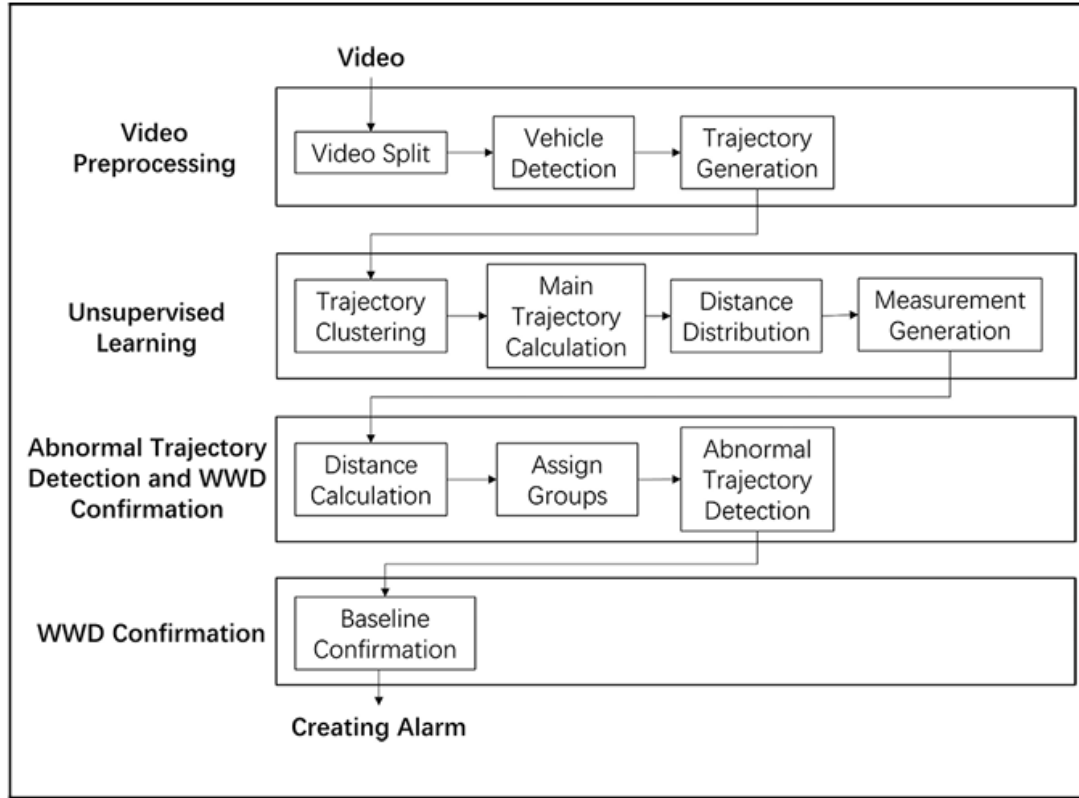 Video
Video
Preprocessing
Video Split
Vehicle
Detection
Trajectory
Generation
Unsupervised
Learning
Trajectory
Clustering
Main
Trajectory
Calculation
Distance
Distribution
Measurement
Generation
Abnormal Trajectory
Detection and WWD
Confirmation
Distance
Calculation
Assign
Groups
Abnormal
Trajectory
Detection
WWD Confirmation
Baseline
Confirmation
Creating Alarm